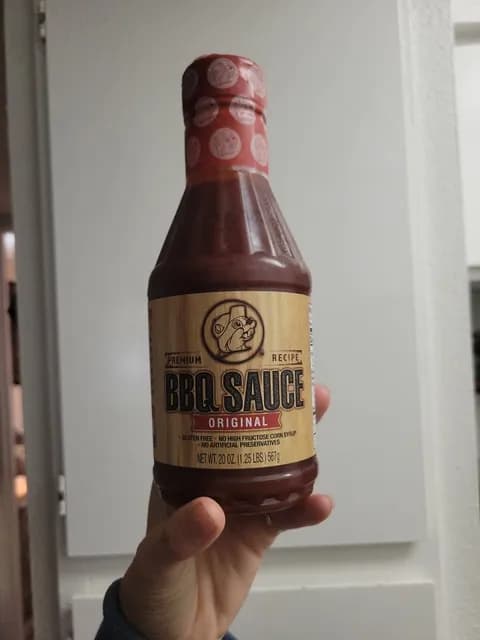 PREMIUM RECIPE
BBQ SAUCE
ORIGINAL
GLUTEN FREE - NO HIGH FRUCTOSE CORN SYRUP
- NO ARTIFICIAL PRESERVATIVES
NET WT. 20 OZ. (1.25 LBS.) 567g